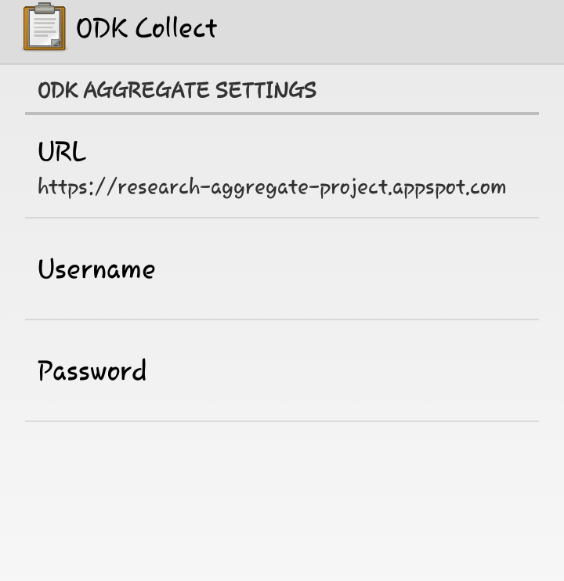 ODK Collect
ODK AGGREGATE SETTINGS
URL
https://research-aggregate-project.appspot.com
Username
Password